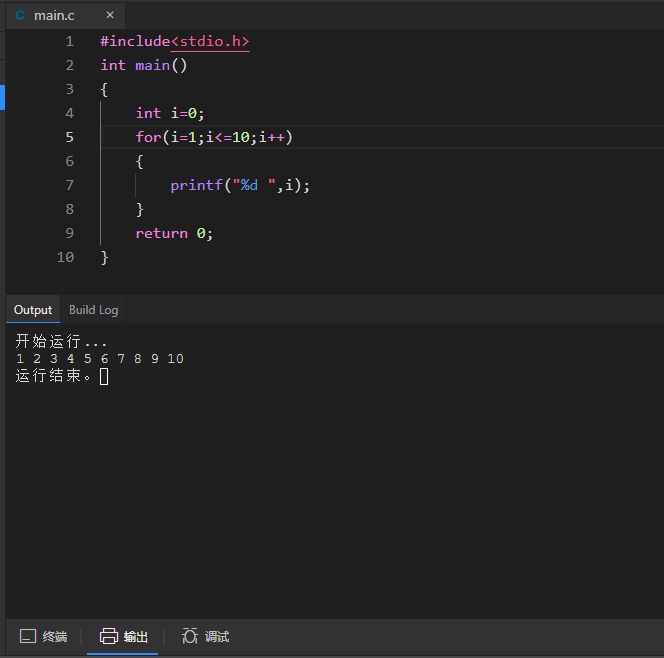 C main.c ×
1 #include<stdio.h>
2 int main()
3 {
4 int i=0;
5 for(i=1;i<=10;i++)
6 {
7 printf("%d ",i);
8 }
9 return 0;
10 }
Output Build Log
开始运行...
1 2 3 4 5 6 7 8 9 10
运行结束。
终端 输出 调试